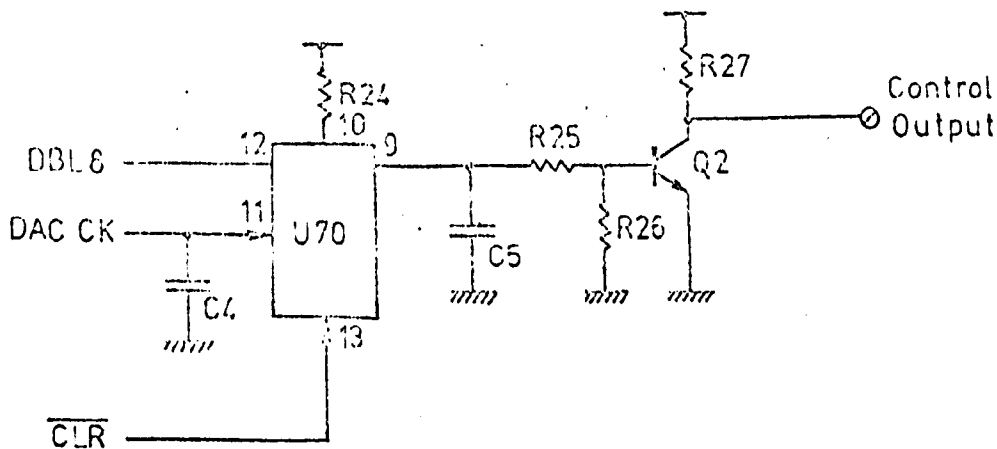 R24
R27
Control
Output
10
12
9
R25
Q2
DBL8
11
DAC CK
U70
R26
C5
C4
13
CLR